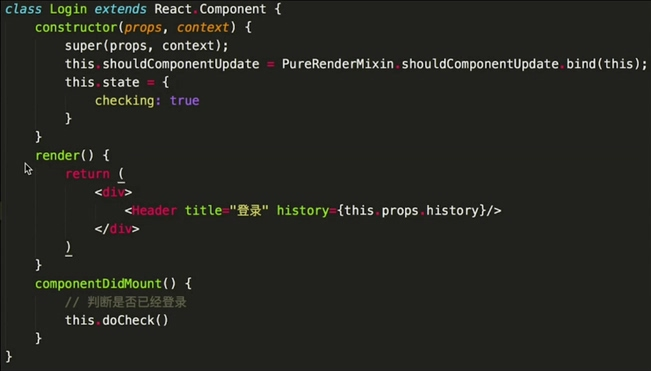 class Login extends React.Component {
    constructor(props, context) {
        super(props, context);
        this.shouldComponentUpdate = PureRenderMixin.shouldComponentUpdate.bind(this);
        this.state = {
            checking: true
        }
    }
    render() {
        return (
            <div>
                <Header title="登录" history={this.props.history}/>
            </div>
        )
    }
    componentDidMount() {
        // 判断是否已经登录
        this.doCheck()
    }
}